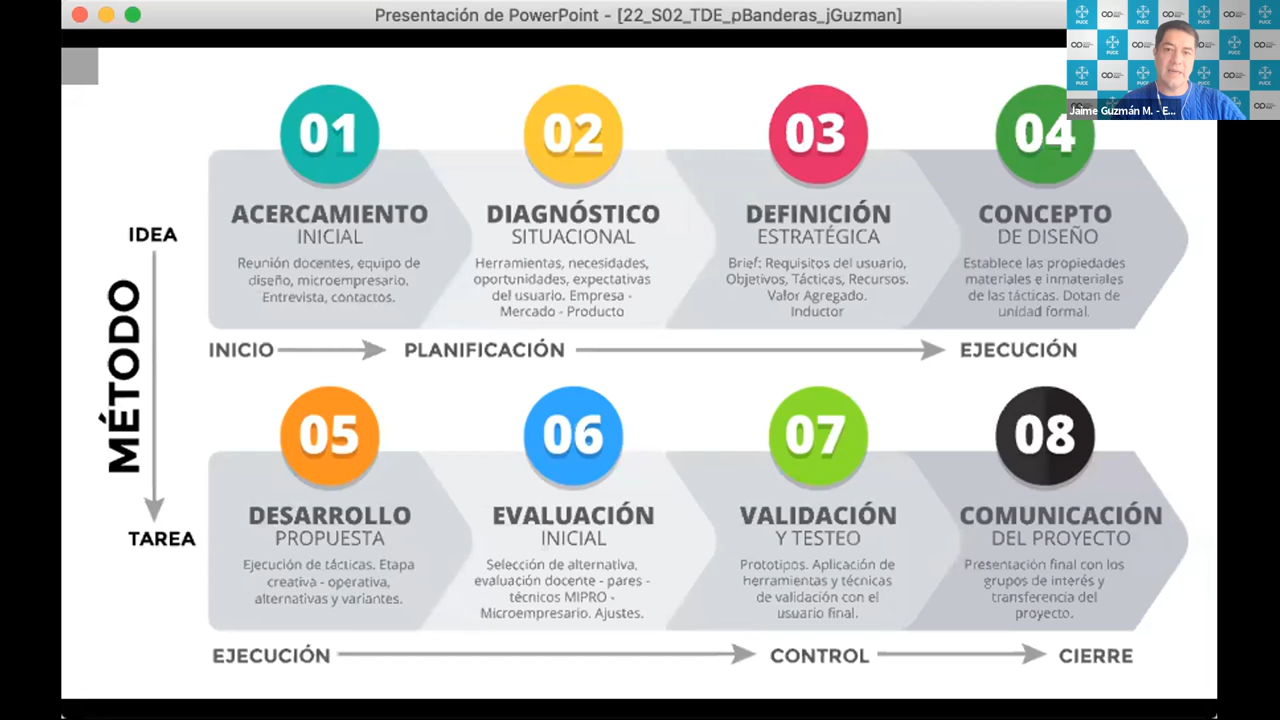 Presentación de PowerPoint - [22_S02_TDE_pBanderas_jGuzman]
Jaime Guzmán M. - E...
PUCE
MÉTODO
IDEA
TAREA
01
ACERCAMIENTO
INICIAL
Reunión docentes, equipo de
diseño, microempresario.
Entrevista, contactos.
02
DIAGNÓSTICO
SITUACIONAL
Herramientas, necesidades,
oportunidades, expectativas
del usuario. Empresa -
Mercado - Producto
03
DEFINICIÓN
ESTRATÉGICA
Brief: Requisitos del usuario,
Objetivos, Tácticas, Recursos.
Valor Agregado.
Inductor
04
CONCEPTO
DE DISEÑO
Establece las propiedades
materiales e inmateriales
de las tácticas. Dotan de
unidad formal.
INICIO
PLANIFICACIÓN
EJECUCIÓN
05
DESARROLLO
PROPUESTA
Ejecución de tácticas. Etapa
creativa - operativa,
alternativas y variantes.
06
EVALUACIÓN
INICIAL
Selección de alternativa,
evaluación docente - pares -
técnicos MIPRO -
Microempresario. Ajustes.
07
VALIDACIÓN
Y TESTEO
Prototipos. Aplicación de
herramientas y técnicas
de validación con el
usuario final.
08
COMUNICACIÓN
DEL PROYECTO
Presentación final con los
grupos de interés y
transferencia del
proyecto.
EJECUCIÓN
CONTROL
CIERRE